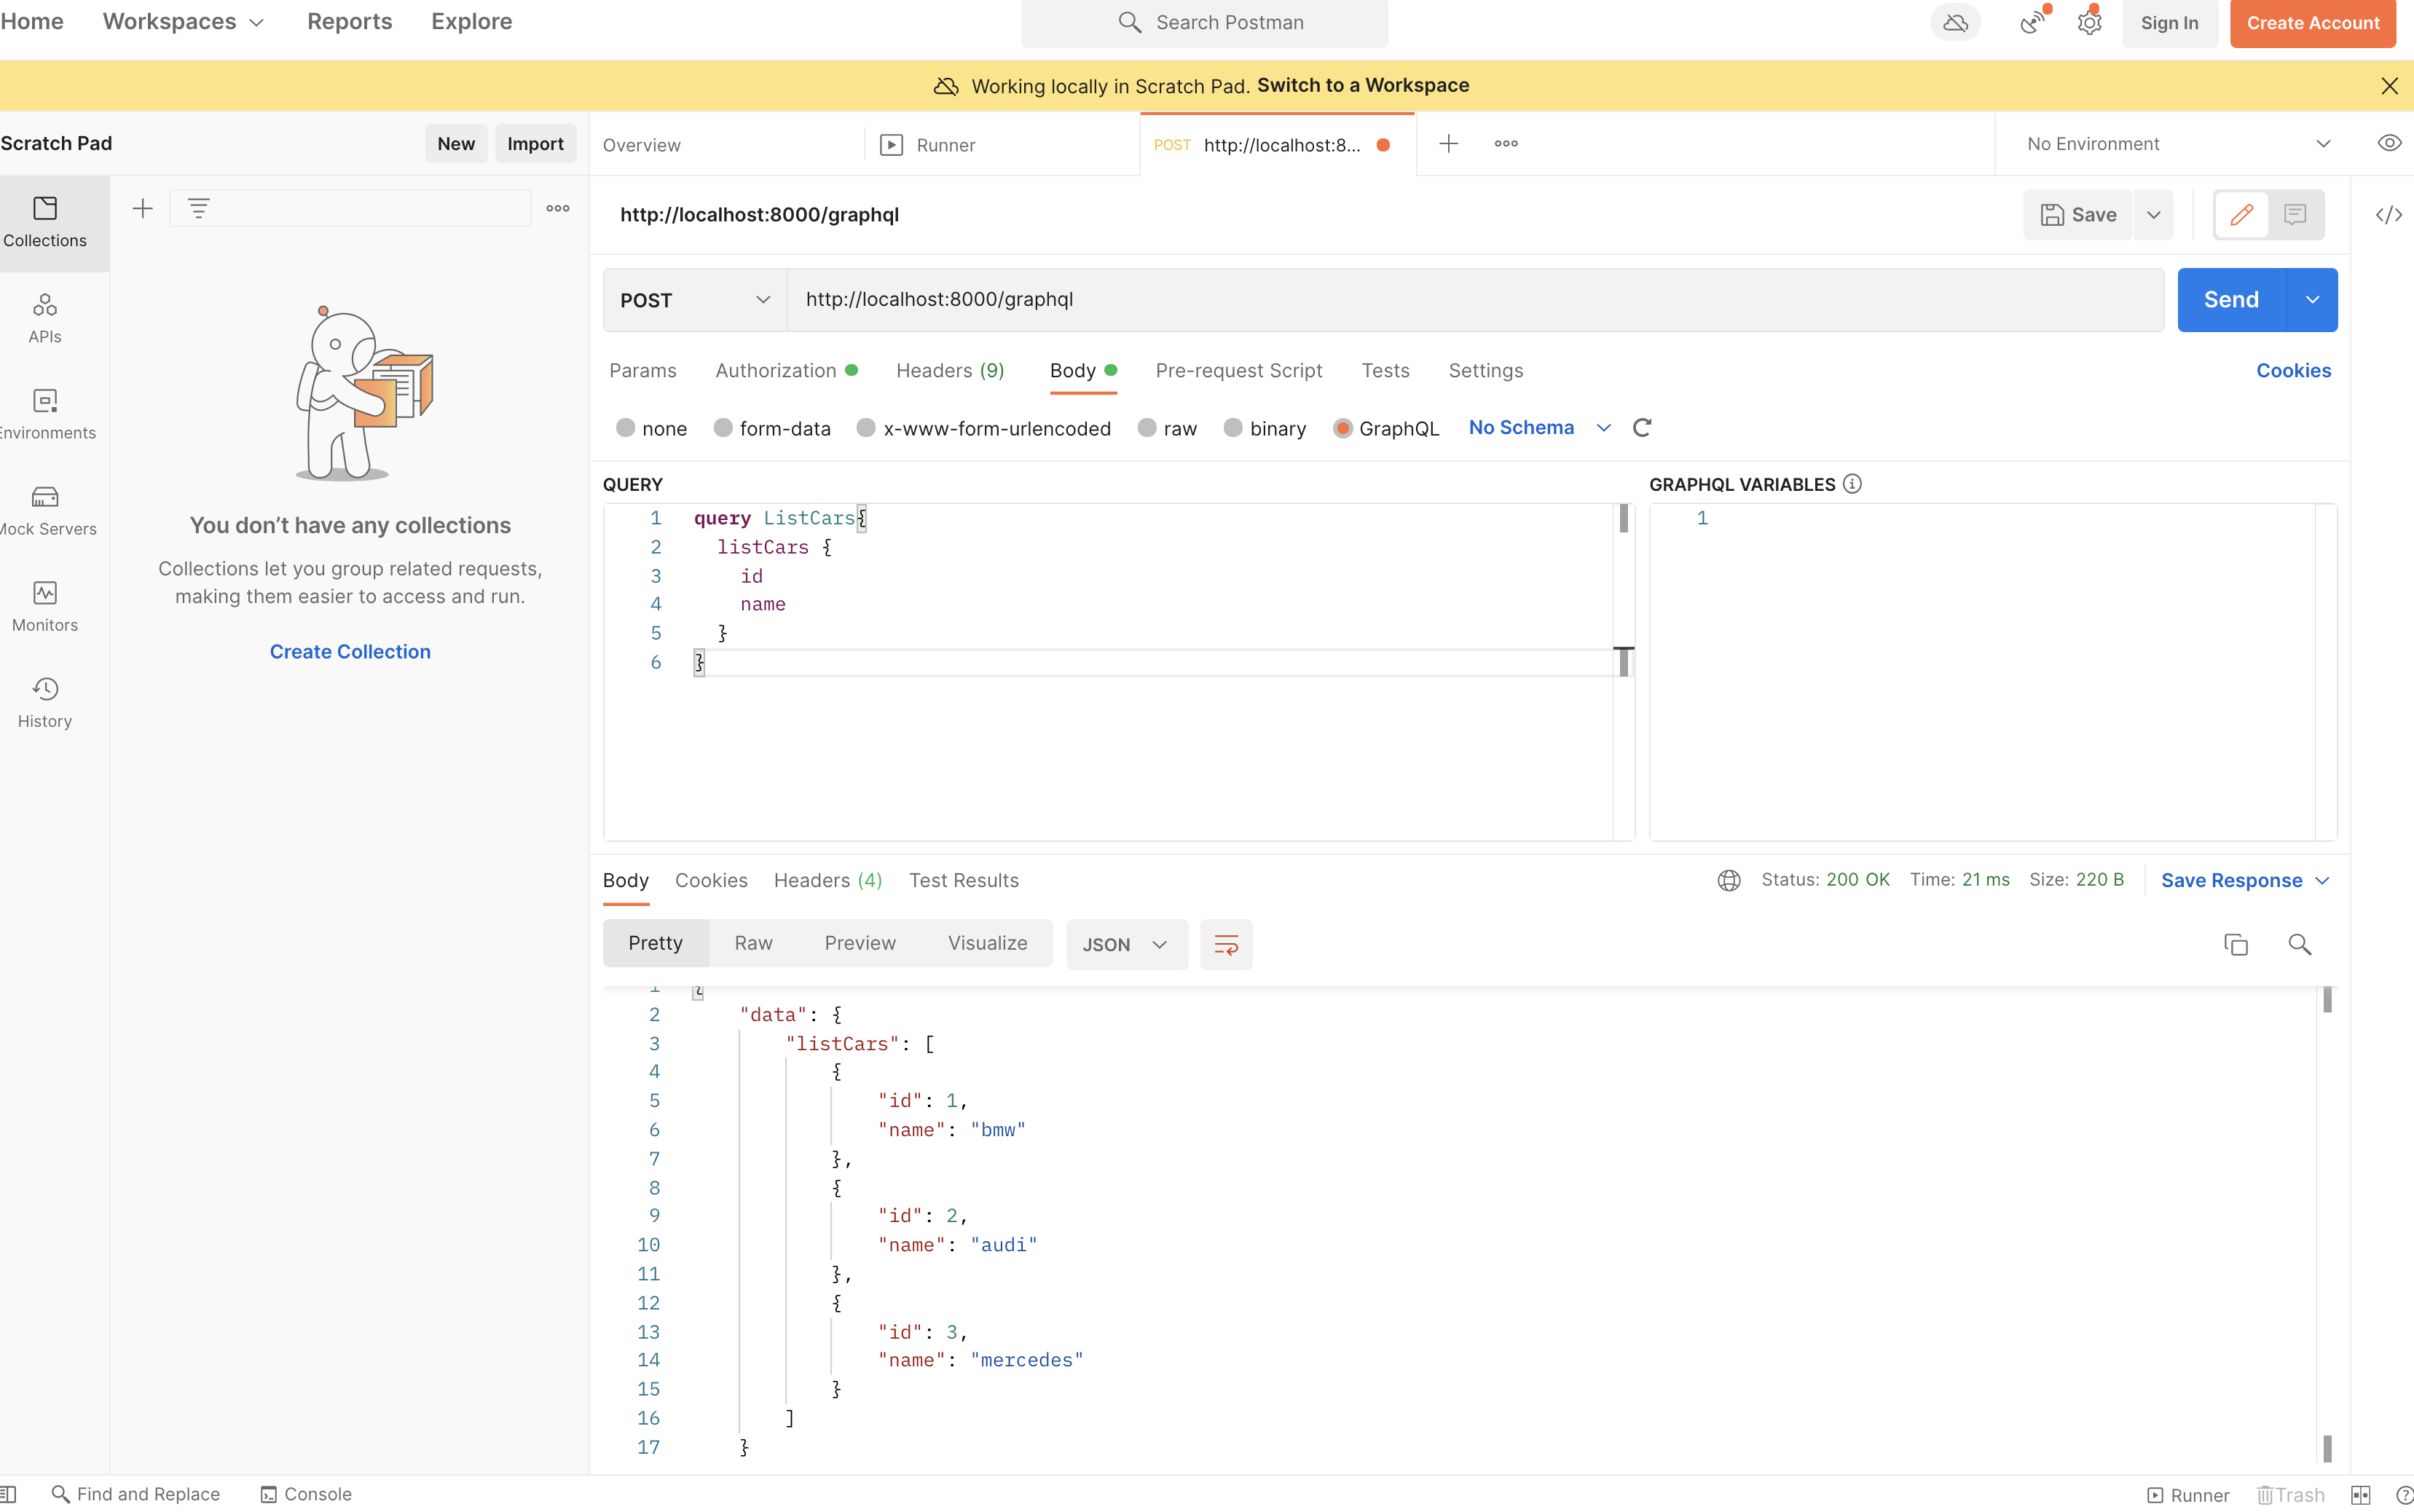 Home Workspaces Reports Explore Search Postman Sign In Create Account
Working locally in Scratch Pad. Switch to a Workspace
Scratch Pad New Import Overview Runner POST http://localhost:8... No Environment
Collections
APIs
Environments
Mock Servers
Monitors
History
You don’t have any collections
Collections let you group related requests,
making them easier to access and run.
Create Collection
http://localhost:8000/graphql Save
POST http://localhost:8000/graphql Send
Params Authorization Headers (9) Body Pre-request Script Tests Settings Cookies
none form-data x-www-form-urlencoded raw binary GraphQL No Schema
QUERY
1 query ListCars{
2 listCars {
3 id
4 name
5 }
6 }
GRAPHQL VARIABLES
1
Body Cookies Headers (4) Test Results Status: 200 OK Time: 21 ms Size: 220 B Save Response
Pretty Raw Preview Visualize JSON
1 {
2 "data": {
3 "listCars": [
4 {
5 "id": 1,
6 "name": "bmw"
7 },
8 {
9 "id": 2,
10 "name": "audi"
11 },
12 {
13 "id": 3,
14 "name": "mercedes"
15 }
16 ]
17 }
Find and Replace Console Runner Trash